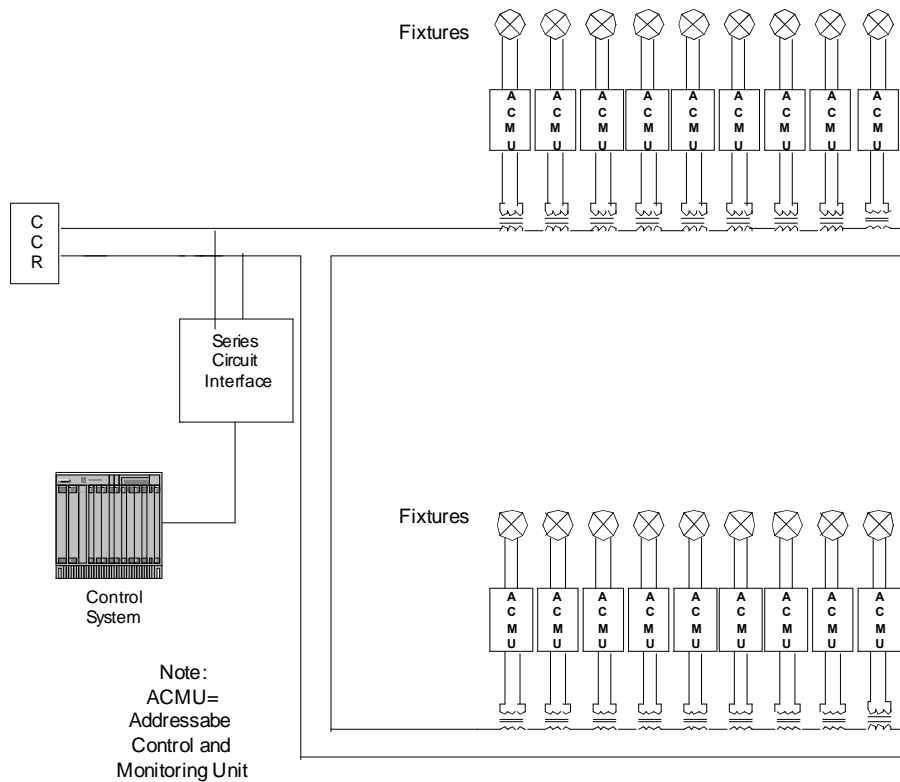 Fixtures
A A A A A A A A A
C C C C C C C C C
M M M M M M M M M
U U U U U U U U U
C
C
R
Series
Circuit
Interface
Fixtures
A A A A A A A A A
C C C C C C C C C
M M M M M M M M M
U U U U U U U U U
Control
System
Note:
ACMU=
Addressabe
Control and
Monitoring Unit